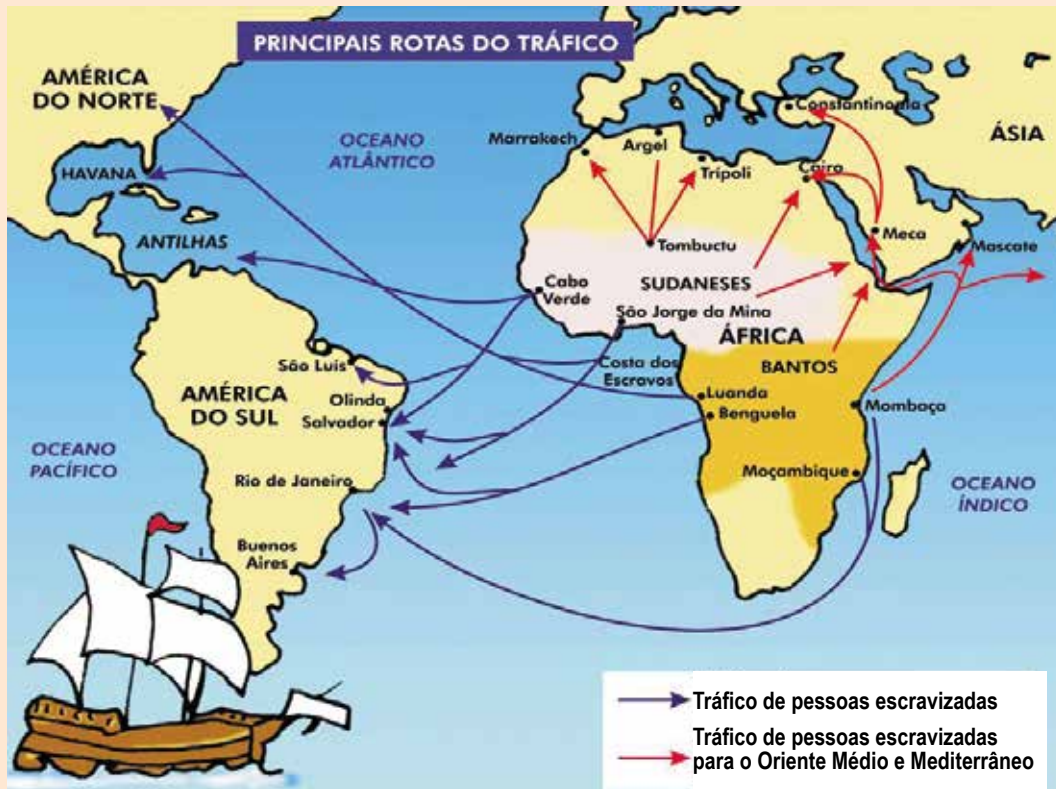 PRINCIPAIS ROTAS DO TRÁFICO
AMÉRICA
DO NORTE
OCEANO
ATLÂNTICO
HAVANA
ANTILHAS
Marrakech
Argel
Trípoli
Constantinopla
Cairo
ÁSIA
Meca
Mascate
Tombuctu
SUDANESES
Cabo
Verde
São Jorge da Mina
ÁFRICA
Costa dos
Escravos
BANTOS
Luanda
Benguela
Mombaça
Moçambique
OCEANO
ÍNDICO
São Luís
Olinda
Salvador
AMÉRICA
DO SUL
OCEANO
PACÍFICO
Rio de Janeiro
Buenos
Aires
Tráfico de pessoas escravizadas
Tráfico de pessoas escravizadas
para o Oriente Médio e Mediterrâneo